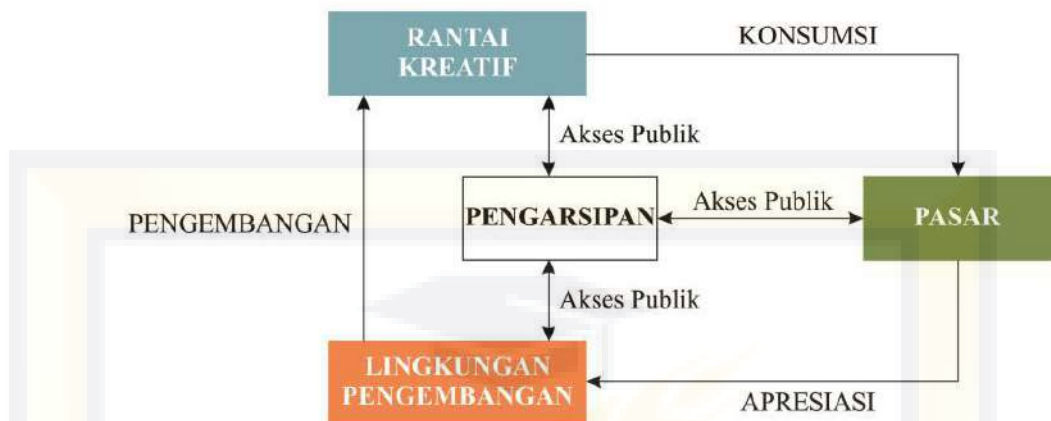 RANTAI
KREATIF
KONSUMSI
Akses Publik
PENGEMBANGAN
PENGARSIPAN
Akses Publik
PASAR
Akses Publik
LINGKUNGAN
PENGEMBANGAN
APRESIASI